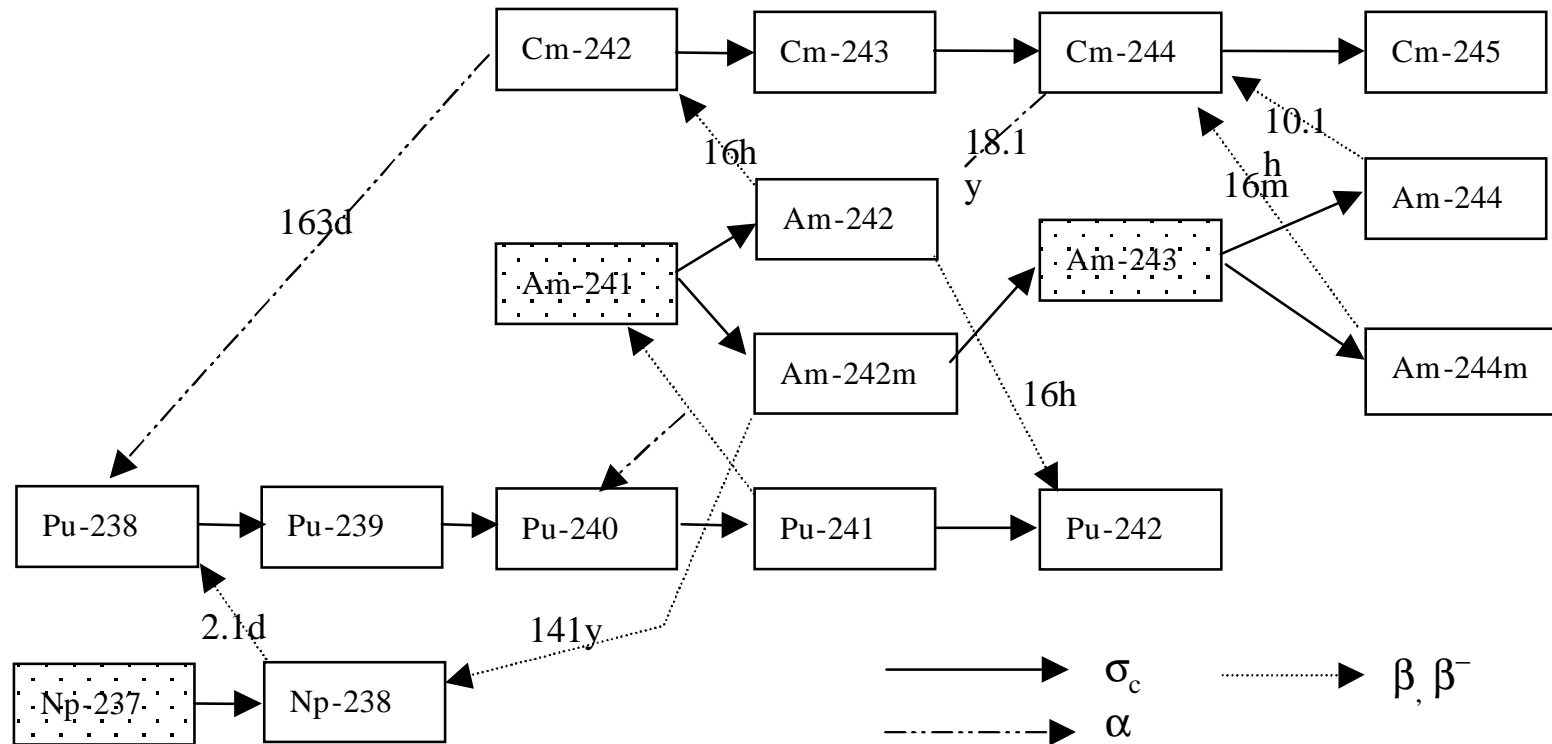 Cm-242
Cm-243
Cm-244
Cm-245
16h
18.1
y
10.1
h
16m
Am-242
Am-244
163d
Am-241
Am-243
Am-242m
Am-244m
16h
Pu-238
Pu-239
Pu-240
Pu-241
Pu-242
2.1d
141y
Np-237
Np-238
σc
β, β⁻
α